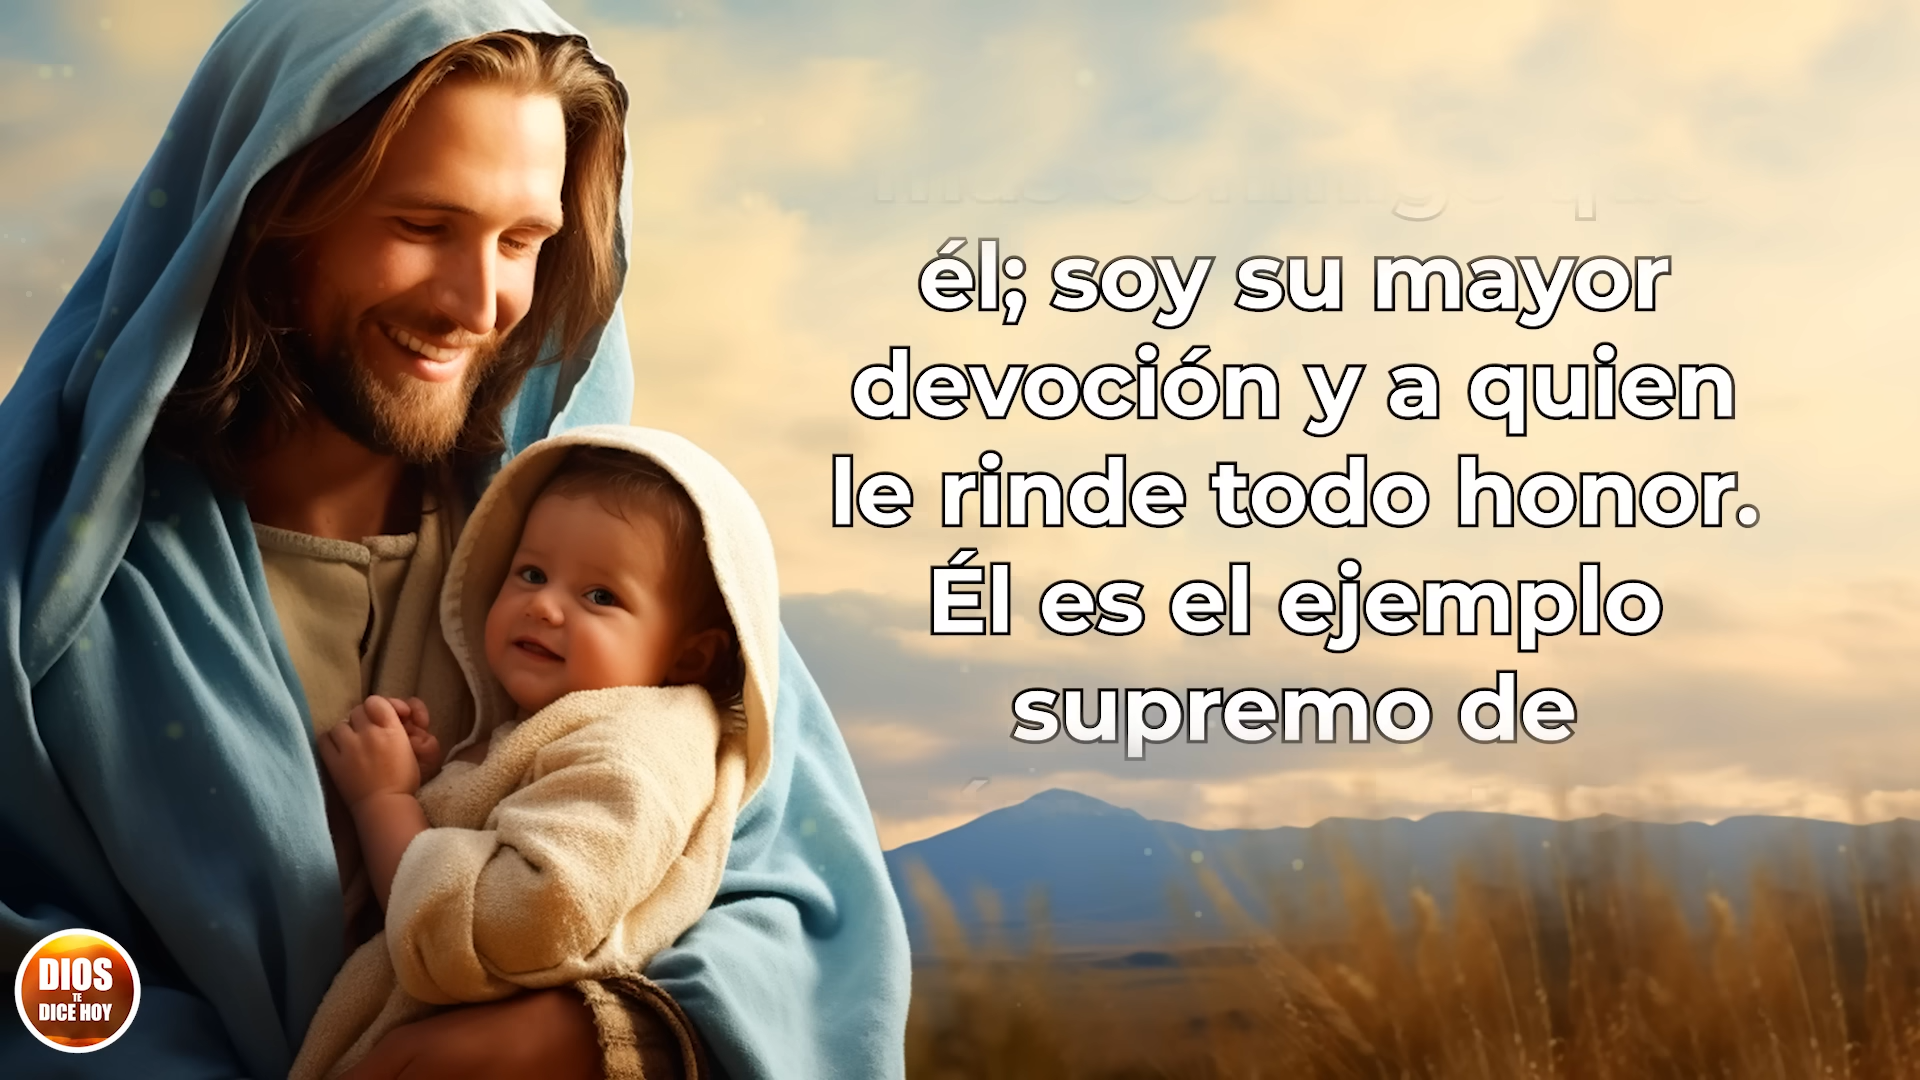 él; soy su mayor
devoción y a quien
le rinde todo honor.
Él es el ejemplo
supremo de
DIOS
TE
DICE HOY